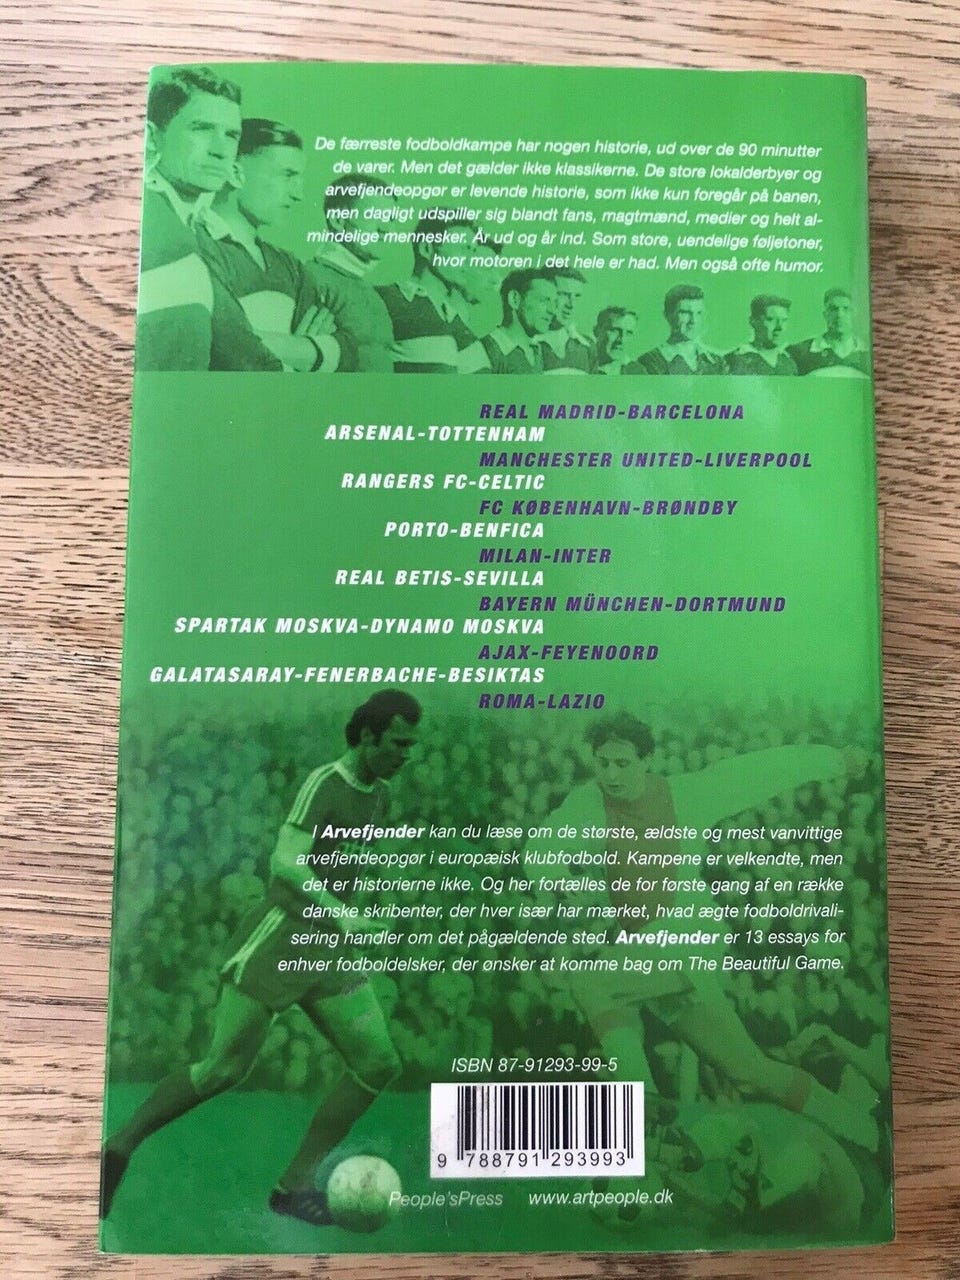 De færreste fodboldkampe har nogen historie, ud over de 90 minutter
de varer. Men det gælder ikke klassikerne. De store lokalderbyer og
arvefjendeopgør er levende historie, som ikke kun foregår på banen,
men dagligt udspiller sig blandt fans, magtmænd, medier og helt al-
mindelige mennesker. År ud og år ind. Som store, uendelige føljetoner,
hvor motoren i det hele er had. Men også ofte humor.
REAL MADRID-BARCELONA
ARSENAL-TOTTENHAM
MANCHESTER UNITED-LIVERPOOL
RANGERS FC-CELTIC
FC KØBENHAVN-BRØNDBY
PORTO-BENFICA
MILAN-INTER
REAL BETIS-SEVILLA
BAYERN MÜNCHEN-DORTMUND
SPARTAK MOSKVA-DYNAMO MOSKVA
AJAX-FEYENOORD
GALATASARAY-FENERBACHE-BESIKTAS
ROMA-LAZIO
I Arvefjender kan du læse om de største, ældste og mest vanvittige
arvefjendeopgør i europæisk klubfodbold. Kampene er velkendte, men
det er historierne ikke. Og her fortælles de for første gang af en række
danske skribenter, der hver især har mærket, hvad ægte fodboldrivali-
sering handler om det pågældende sted. Arvefjender er 13 essays for
enhver fodboldelsker, der ønsker at komme bag om The Beautiful Game.
ISBN 87-91293-99-5
9 788791 293993
People'sPress www.artpeople.dk